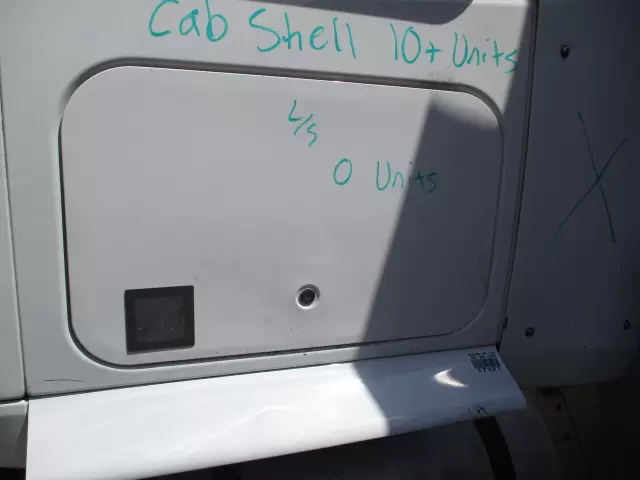 Cab Shell 10+ Units
L/S
0 Units
X